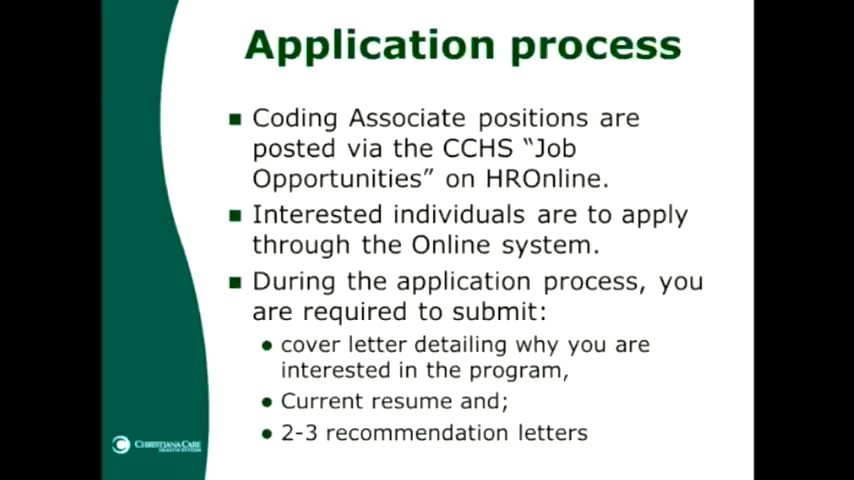 Application process
Coding Associate positions are
posted via the CCHS “Job
Opportunities” on HROnline.
Interested individuals are to apply
through the Online system.
During the application process, you
are required to submit:
cover letter detailing why you are
interested in the program,
Current resume and;
2-3 recommendation letters
CHRISTIANA CARE
HEALTH SYSTEM